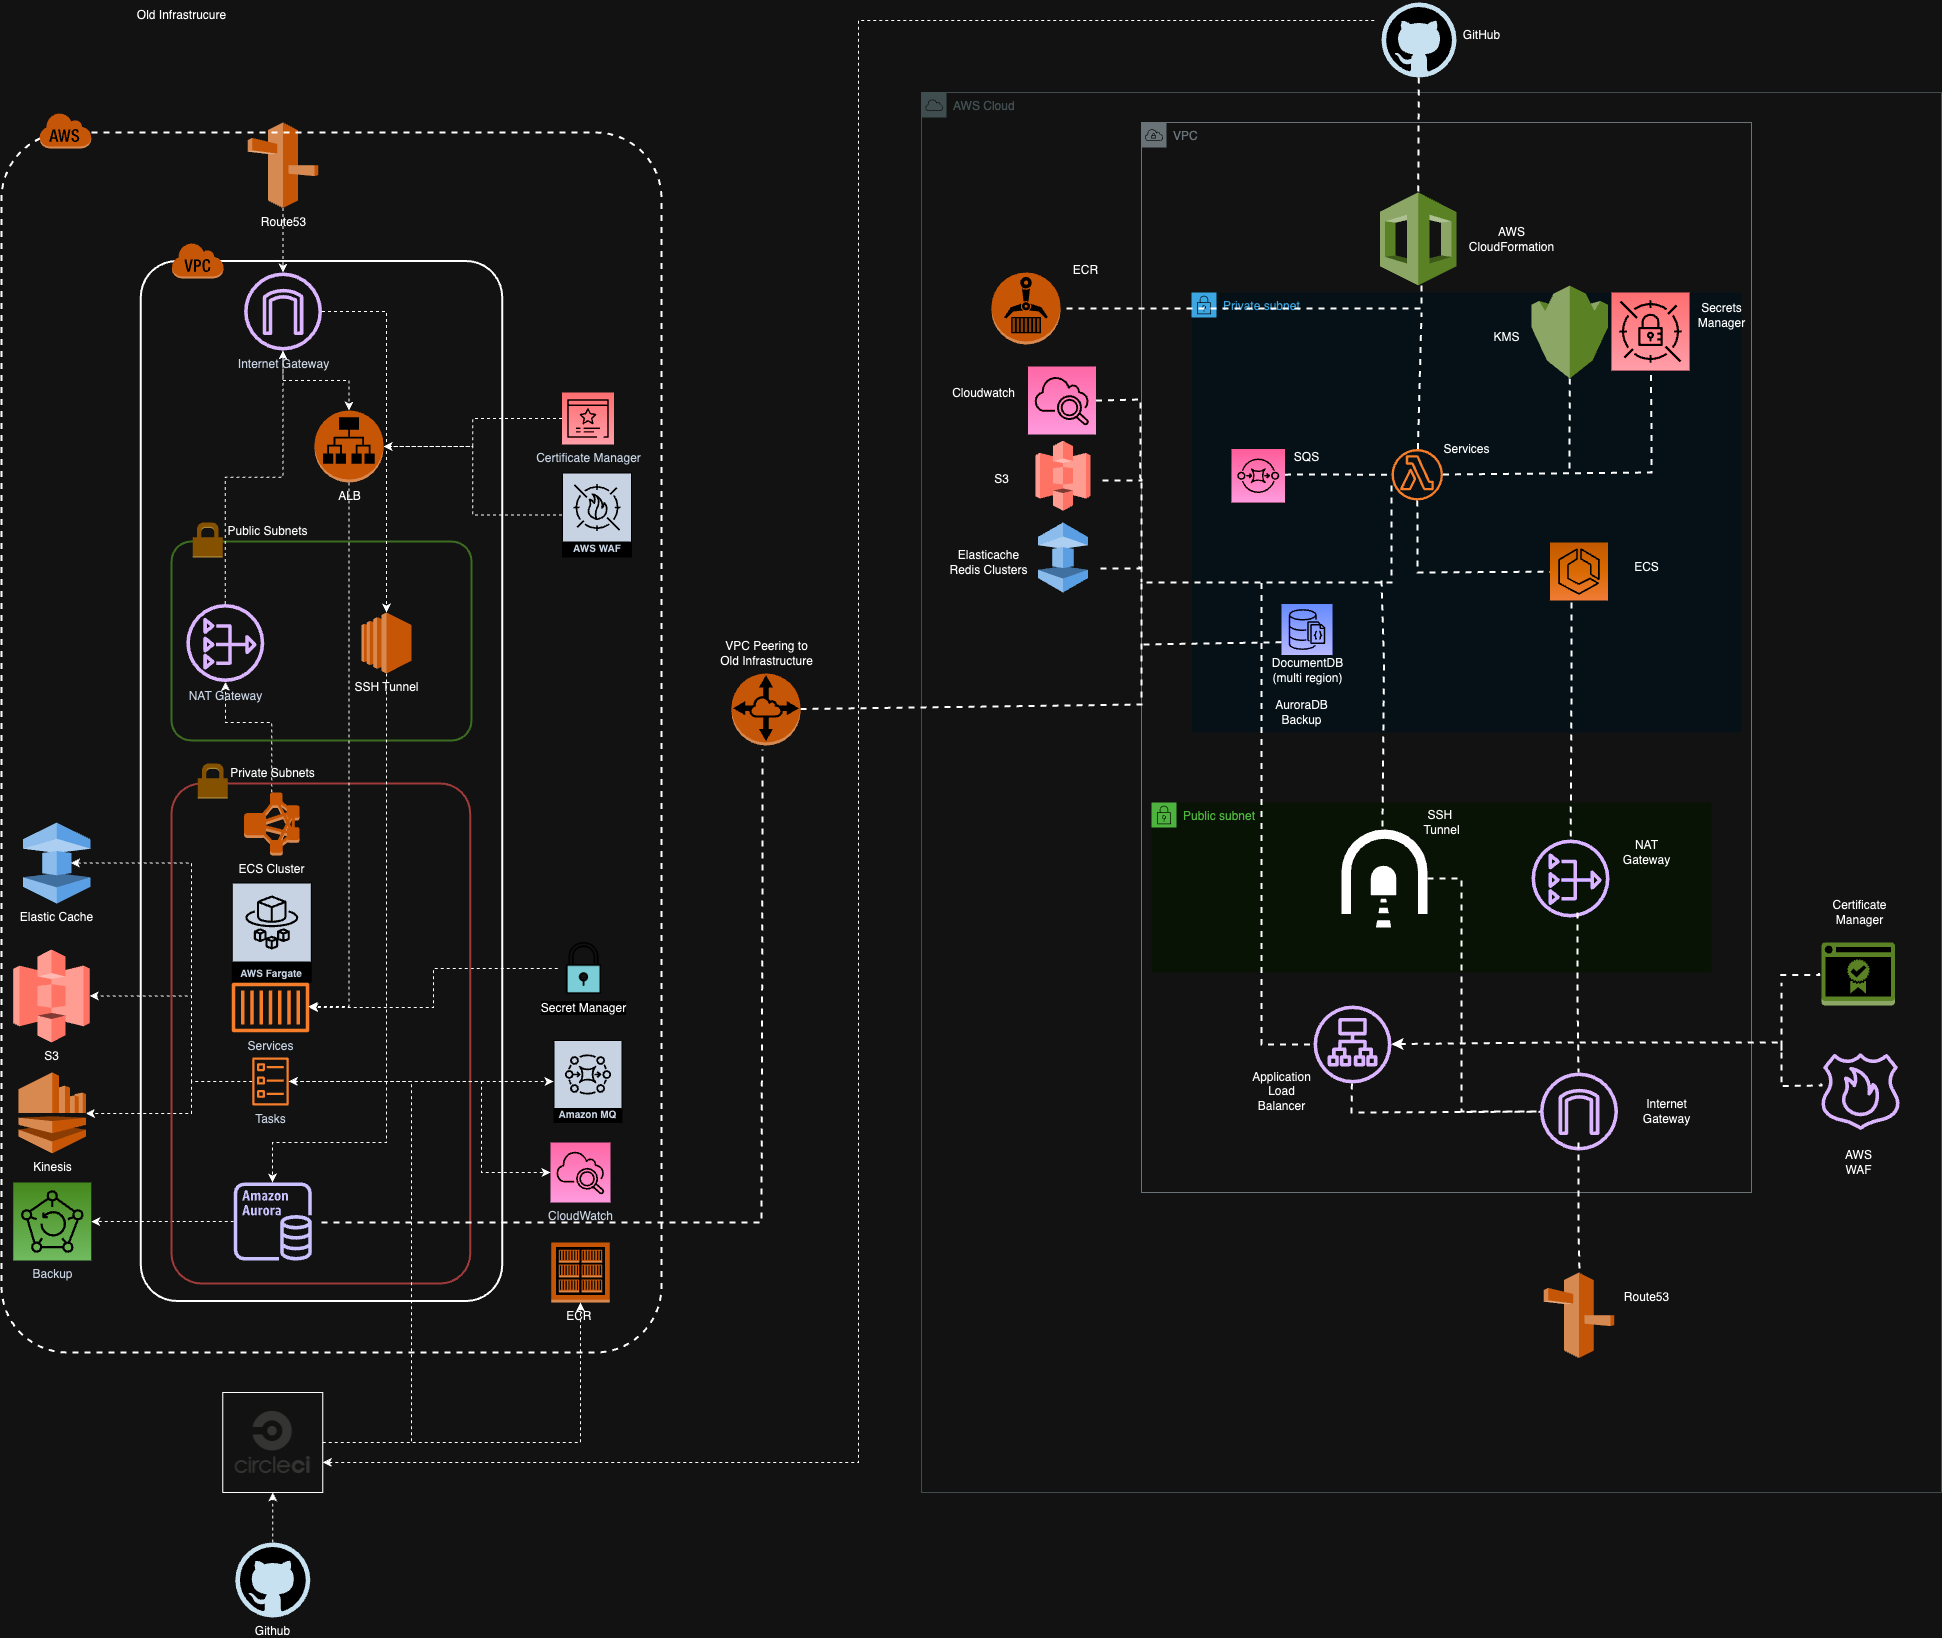 Old Infrastrucure
GitHub
AWS
AWS Cloud
VPC
Route53
VPC
Internet Gateway
ALB
Certificate Manager
AWS WAF
Public Subnets
NAT Gateway
SSH Tunnel
Private Subnets
ECS Cluster
AWS Fargate
Services
Tasks
Amazon
Aurora
Elastic Cache
S3
Kinesis
Backup
Secret Manager
Amazon MQ
CloudWatch
ECR
circleci
Github
VPC Peering to
Old Infrastructure
AWS
CloudFormation
ECR
Private subnet
KMS
Secrets
Manager
Cloudwatch
S3
Elasticache
Redis Clusters
SQS
Services
ECS
DocumentDB
(multi region)
AuroraDB
Backup
Public subnet
SSH
Tunnel
NAT
Gateway
Certificate
Manager
Application
Load
Balancer
Internet
Gateway
AWS
WAF
Route53